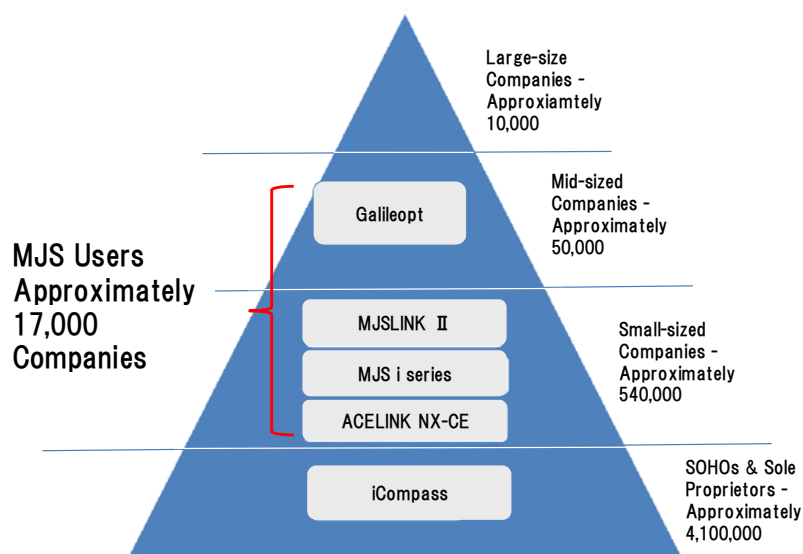 Large-size
Companies -
Approxiamtely
10,000
Mid-sized
Companies -
Approximately
50,000
Galileopt
MJS Users
Approximately
17,000
Companies
MJSLINK Ⅱ
MJS i series
ACELINK NX-CE
Small-sized
Companies -
Approximately
540,000
iCompass
SOHOs & Sole
Proprietors -
Approximately
4,100,000